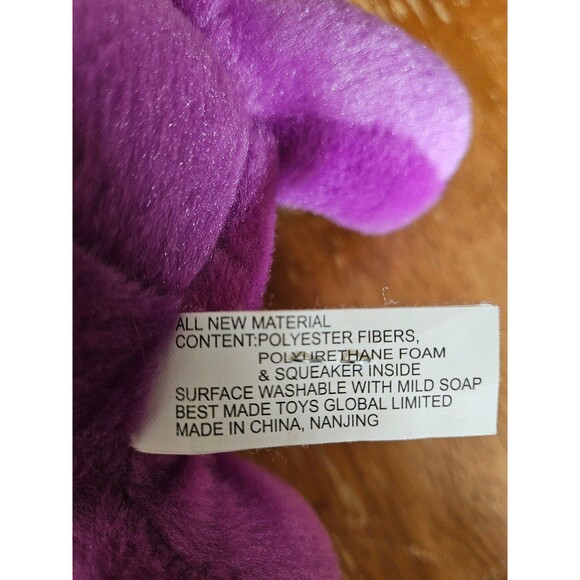 ALL NEW MATERIAL
CONTENT:POLYESTER FIBERS,
POLYURETHANE FOAM
& SQUEAKER INSIDE
SURFACE WASHABLE WITH MILD SOAP
BEST MADE TOYS GLOBAL LIMITED
MADE IN CHINA, NANJING